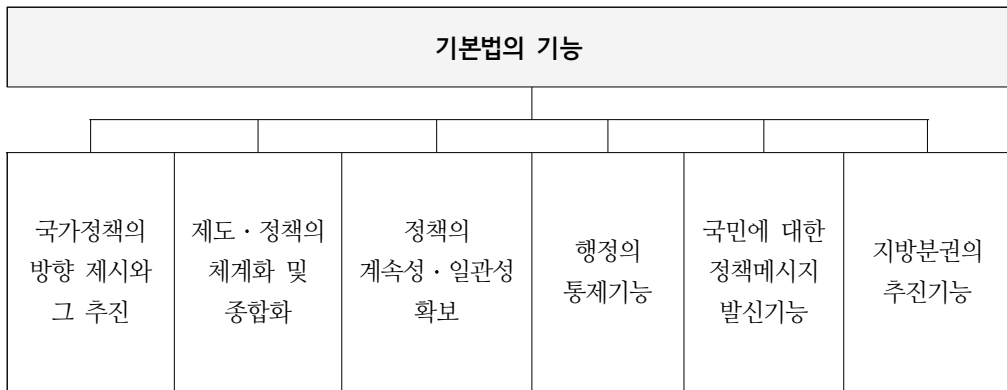 기본법의 기능
국가정책의
방향 제시와
그 추진
제도·정책의
체계화 및
종합화
정책의
계속성·일관성
확보
행정의
통제기능
국민에 대한
정책메시지
발신기능
지방분권의
추진기능